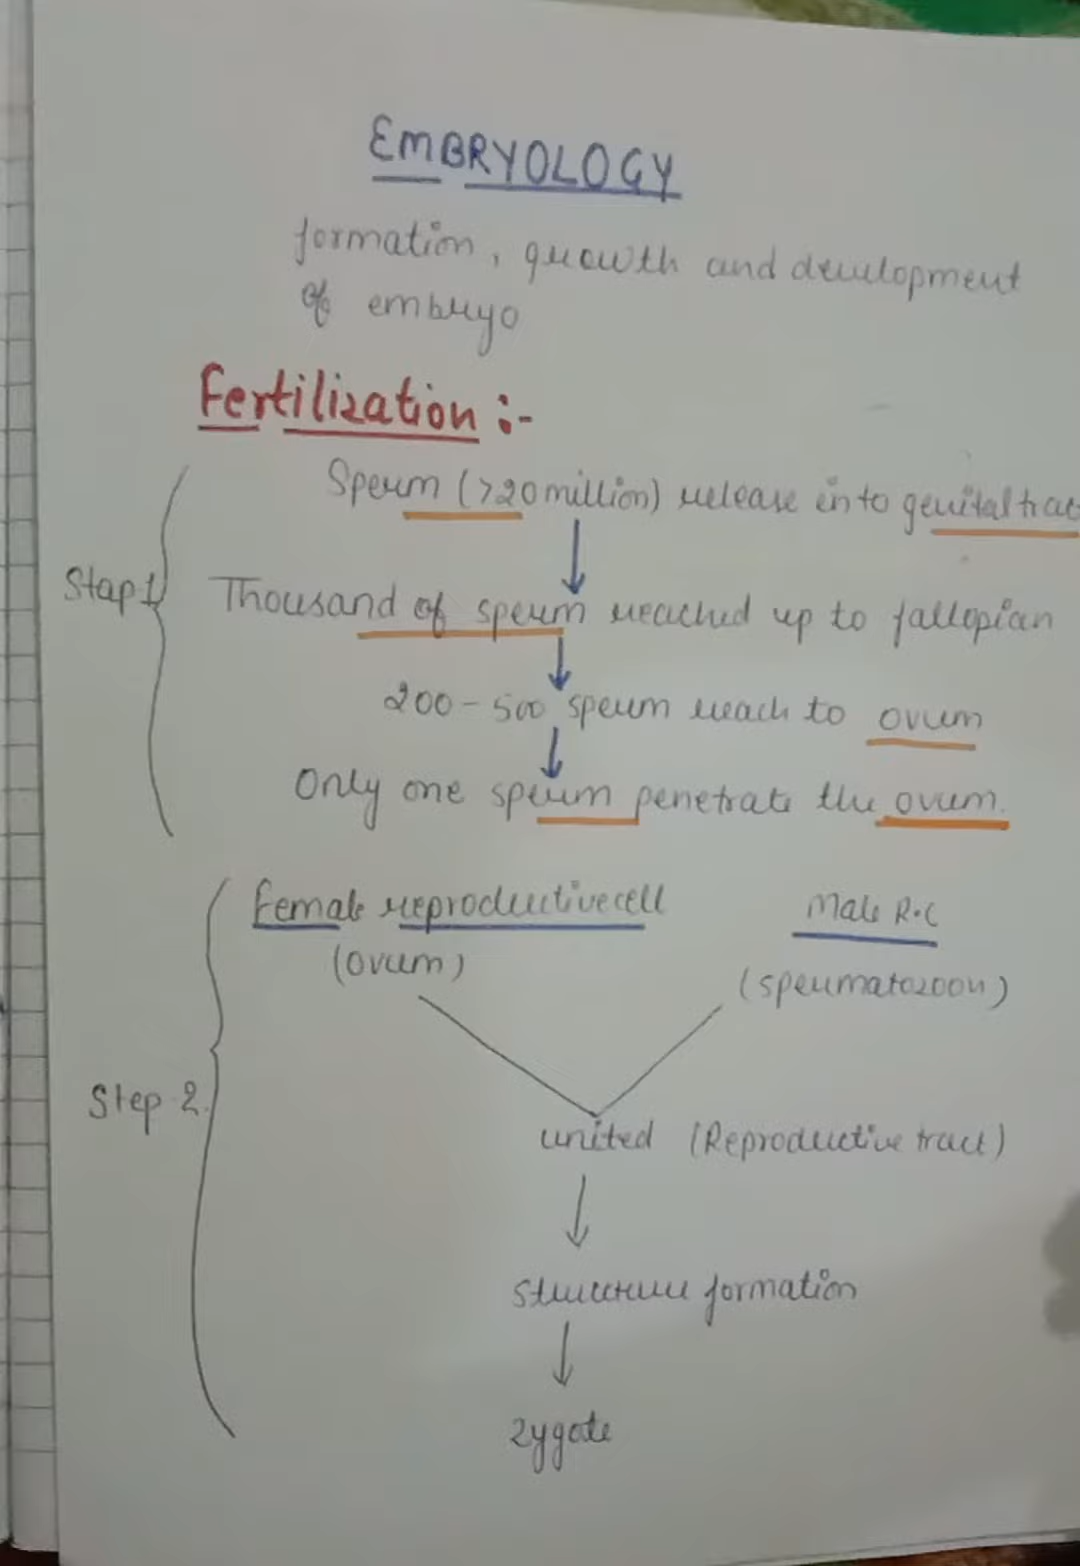 EMBRYOLOGY
formation, growth and development
of embryo
Fertilization :-
Sperm (>20 million) release into genital trac
Stap 1
Thousand of sperm reached up to fallopian
200 - 500 sperm reach to ovum
Only one sperm penetrate the ovum.
Female reproductive cell Male R.C
(ovum) (spermatozoon)
Step 2.
united (Reproductive tract)
structure formation
zygote